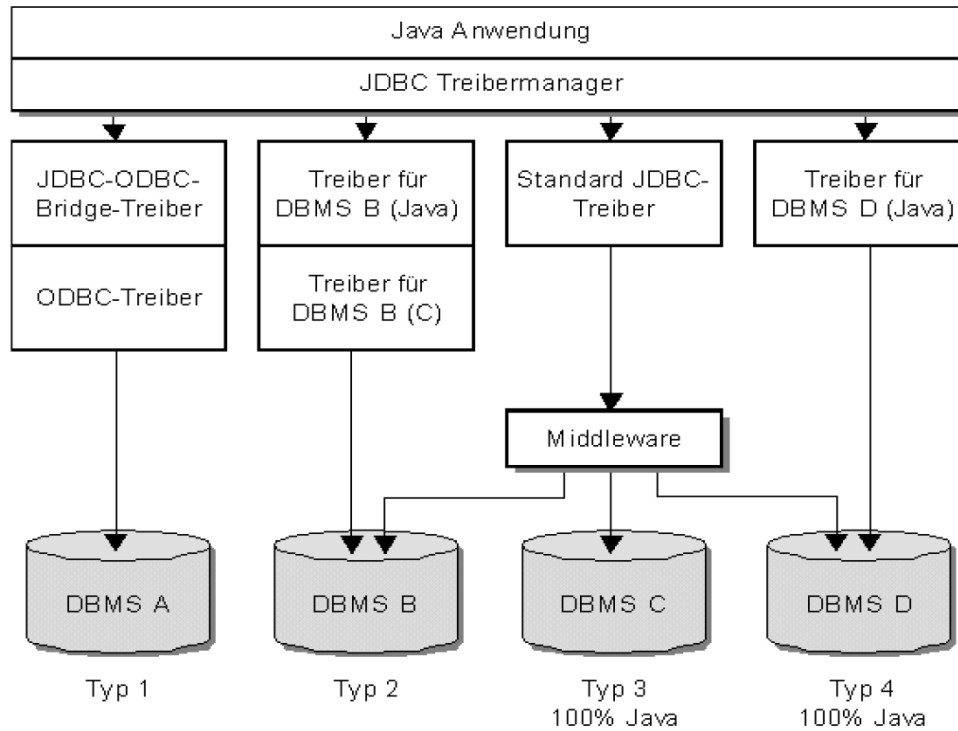 Java Anwendung
JDBC Treibermanager
JDBC-ODBC-
Bridge-Treiber
Treiber für
DBMS B (Java)
Standard JDBC-
Treiber
Treiber für
DBMS D (Java)
ODBC-Treiber
Treiber für
DBMS B (C)
Middleware
DBMS A
DBMS B
DBMS C
DBMS D
Typ 1
Typ 2
Typ 3
100% Java
Typ 4
100% Java